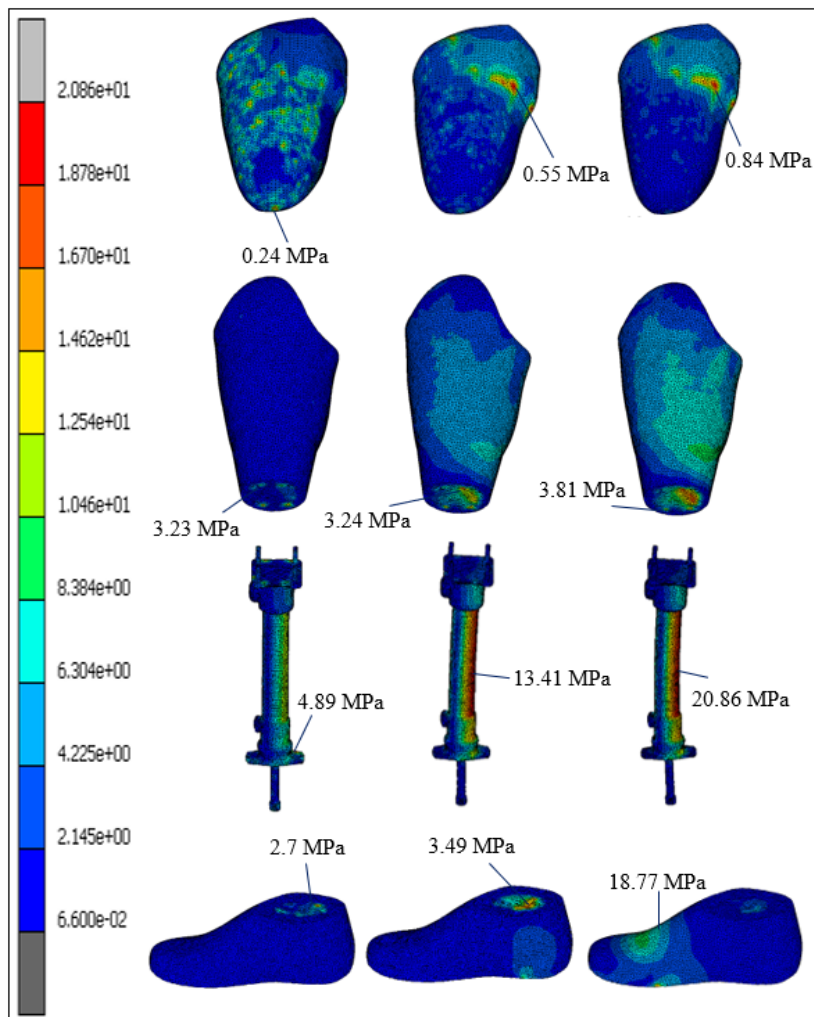 2.086e+01
1.878e+01
1.670e+01
1.462e+01
1.254e+01
1.046e+01
8.384e+00
6.304e+00
4.225e+00
2.145e+00
6.600e-02
0.24 MPa
0.55 MPa
0.84 MPa
3.23 MPa
3.24 MPa
3.81 MPa
4.89 MPa
13.41 MPa
20.86 MPa
2.7 MPa
3.49 MPa
18.77 MPa